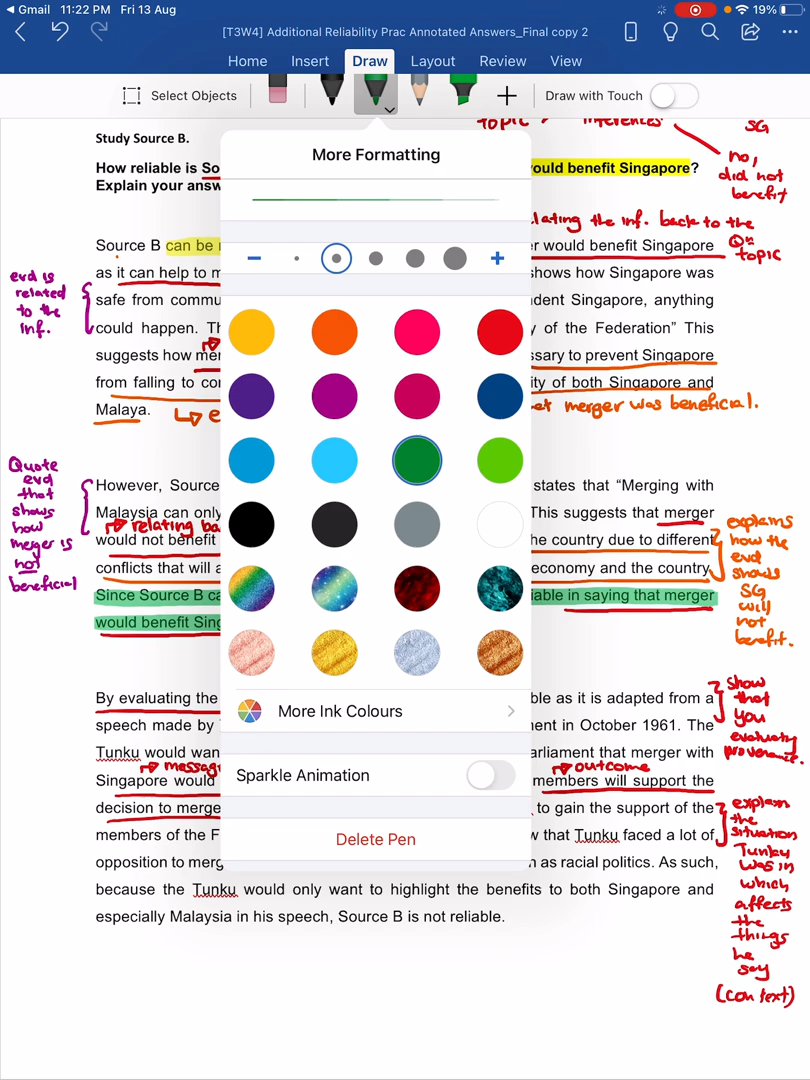 Gmail 11:22 PM Fri 13 Aug 19%
[T3W4] Additional Reliability Prac Annotated Answers_Final copy 2
Home Insert Draw Layout Review View
Select Objects Draw with Touch
topic inferences SG
Study Source B.
no,
did not
benefit
How reliable is So ould benefit Singapore?
Explain your answ
More Formatting
lating the inf. back to the
Qn
topic
Source B can be r er would benefit Singapore
as it can help to m shows how Singapore was
safe from commu dent Singapore, anything
could happen. Th y of the Federation" This
suggests how mer ssary to prevent Singapore
from falling to cor ity of both Singapore and
Malaya.
evd is
related
to the
inf.
e et merger was beneficial.
However, Source states that "Merging with
Malaysia can only This suggests that merger
relating ba
would not benefit he country due to different
conflicts that will a economy and the country.
Since Source B ca iable in saying that merger
would benefit Sing
Quote
evd
that
shows
how
merger is
not
beneficial
explains
how the
evd
shows
SG
will
not
benefit.
By evaluating the ble as it is adapted from a
speech made by ent in October 1961. The
Tunku would wan arliament that merger with
messag outcome
Singapore would members will support the
decision to merge to gain the support of the
members of the F w that Tunku faced a lot of
opposition to merg h as racial politics. As such,
because the Tunku would only want to highlight the benefits to both Singapore and
especially Malaysia in his speech, Source B is not reliable.
show
that
you
evaluate
provenance.
explain
the
situation
Tunku
was in
which
affects
the
things
he
say
(context)
More Ink Colours
Sparkle Animation
Delete Pen